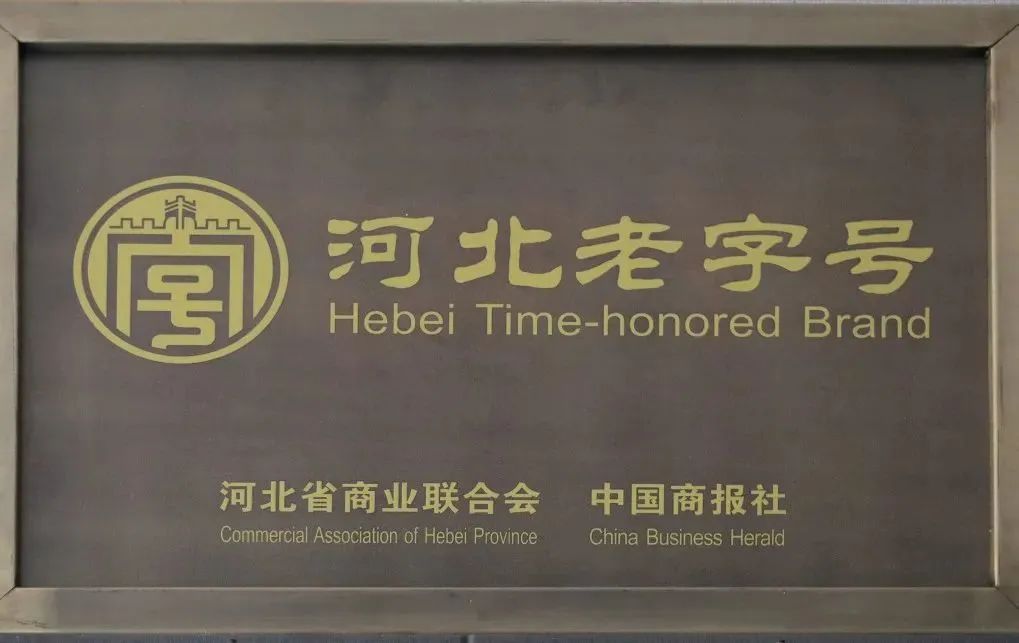 河北老字号
Hebei Time-honored Brand
河北省商业联合会 中国商报社
Commercial Association of Hebei Province China Business Herald